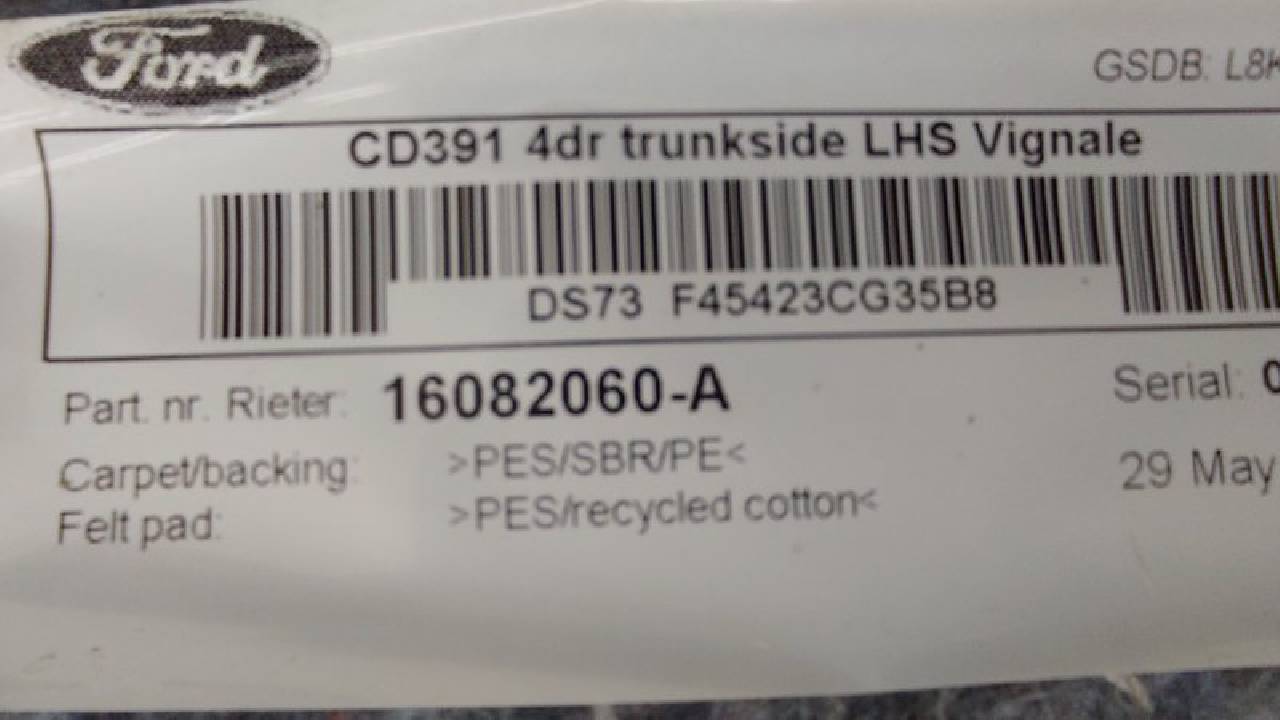 Ford
GSDB: L8
CD391 4dr trunkside LHS Vignale
DS73 F45423CG35B8
Part. nr. Rieter: 16082060-A
Serial: 0
Carpet/backing: >PES/SBR/PE<
29 May
Felt pad: >PES/recycled cotton<